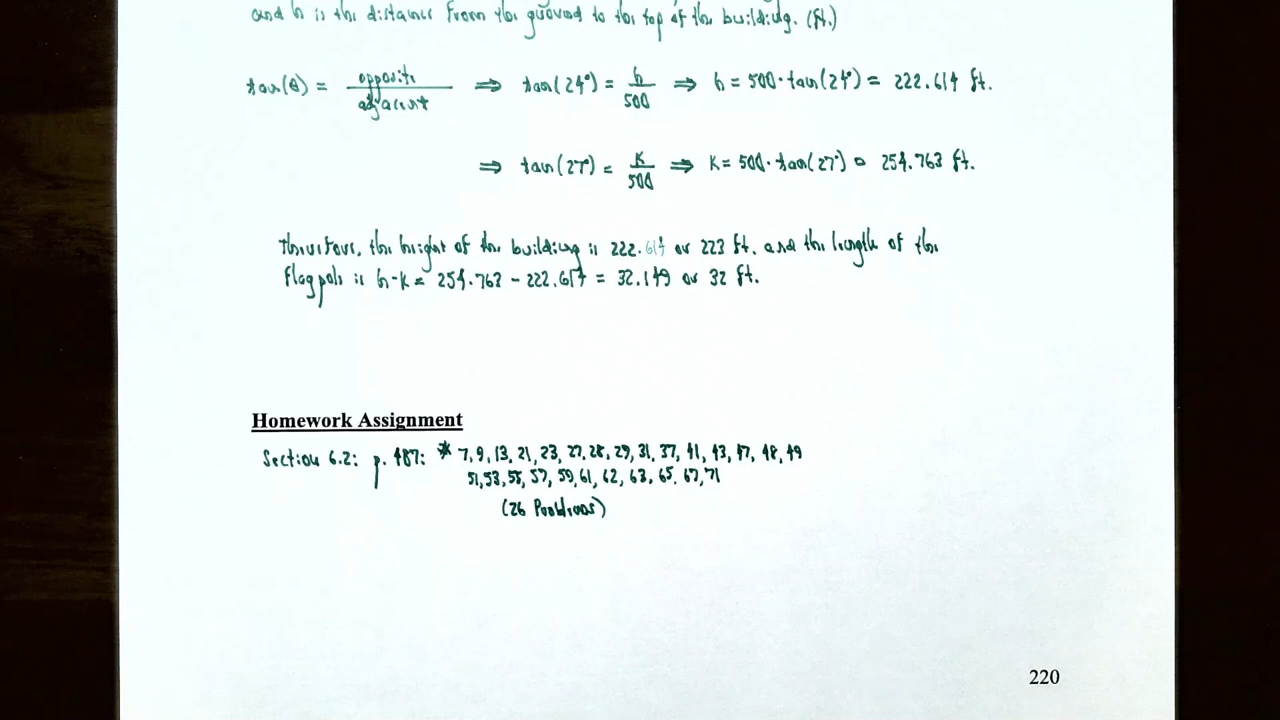 and h is the distance from the ground to the top of the building. (ft.)
tan(θ) = opposite / adjacent ⇒ tan(24°) = h/500 ⇒ h = 500·tan(24°) = 222.614 ft.
⇒ tan(27°) = k/500 ⇒ k = 500·tan(27°) = 254.763 ft.
Therefore, the height of the building is 222.614 or 223 ft. and the length of the
flagpole is h-k = 254.763 - 222.614 = 32.149 or 32 ft.
Homework Assignment
Section 6.2: p. 487: * 7, 9, 13, 21, 23, 27, 28, 29, 31, 37, 41, 43, 47, 48, 49
51, 53, 55, 57, 59, 61, 62, 63, 65, 67, 71
(26 Problems)
220